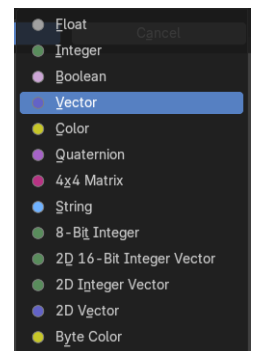 Float
Cancel
Integer
Boolean
Vector
Color
Quaternion
4x4 Matrix
String
8-Bit Integer
2D 16-Bit Integer Vector
2D Integer Vector
2D Vector
Byte Color